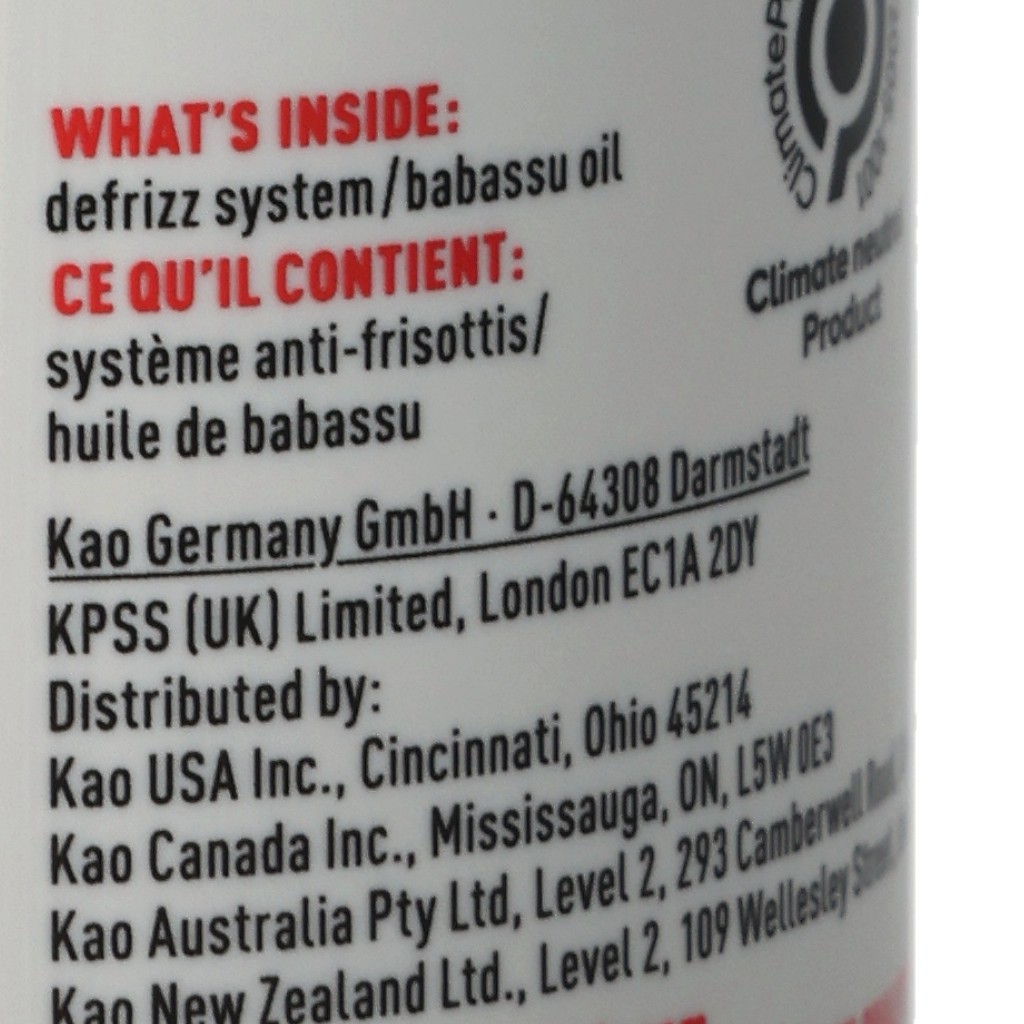 WHAT'S INSIDE:
defrizz system/babassu oil
CE QU'IL CONTIENT:
système anti-frisottis/
huile de babassu
Climate neutral
Product
Kao Germany GmbH · D-64308 Darmstadt
KPSS (UK) Limited, London EC1A 2DY
Distributed by:
Kao USA Inc., Cincinnati, Ohio 45214
Kao Canada Inc., Mississauga, ON, L5W 0E3
Kao Australia Pty Ltd, Level 2, 293 Camberwell Road
Kao New Zealand Ltd., Level 2, 109 Wellesley Street